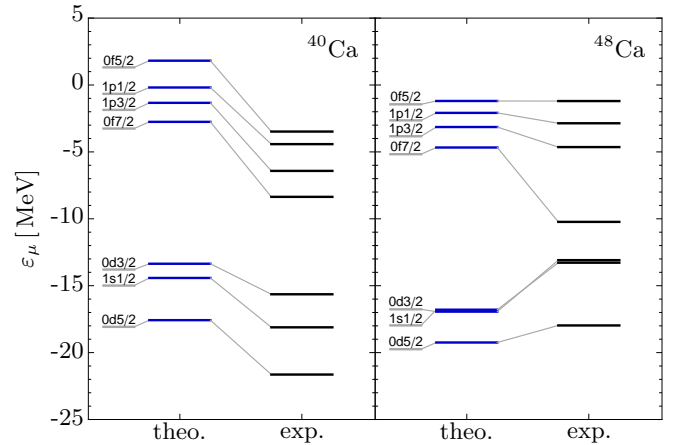 5
⁴⁰Ca
⁴⁸Ca
0f5/2
1p1/2
1p3/2
0f7/2
0f5/2
1p1/2
1p3/2
0f7/2
0
-5
-10
ε_μ [MeV]
0d3/2
1s1/2
0d5/2
0d3/2
1s1/2
0d5/2
-15
-20
-25
theo.
exp.
theo.
exp.